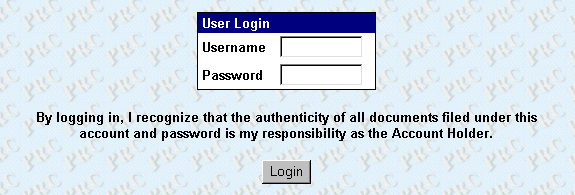 User Login
Username
Password
By logging in, I recognize that the authenticity of all documents filed under this
account and password is my responsibility as the Account Holder.
Login